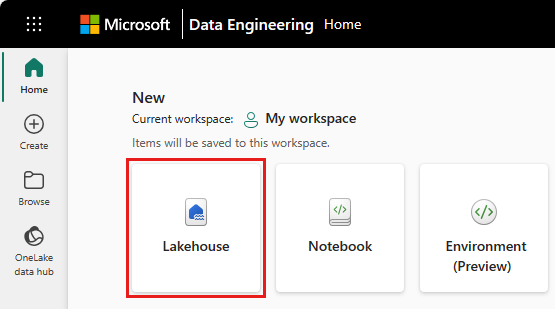 Microsoft Data Engineering Home
Home
Create
Browse
OneLake
data hub
New
Current workspace: My workspace
Items will be saved to this workspace.
Lakehouse
Notebook
Environment
(Preview)